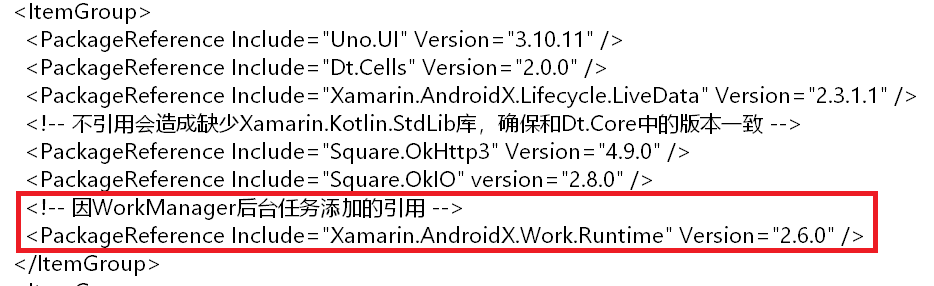 <ItemGroup>
<PackageReference Include="Uno.UI" Version="3.10.11" />
<PackageReference Include="Dt.Cells" Version="2.0.0" />
<PackageReference Include="Xamarin.AndroidX.Lifecycle.LiveData" Version="2.3.1.1" />
<!-- 不引用会造成缺少Xamarin.Kotlin.StdLib库，确保和Dt.Core中的版本一致 -->
<PackageReference Include="Square.OkHttp3" Version="4.9.0" />
<PackageReference Include="Square.OkIO" version="2.8.0" />
<!-- 因WorkManager后台任务添加的引用 -->
<PackageReference Include="Xamarin.AndroidX.Work.Runtime" Version="2.6.0" />
</ItemGroup>